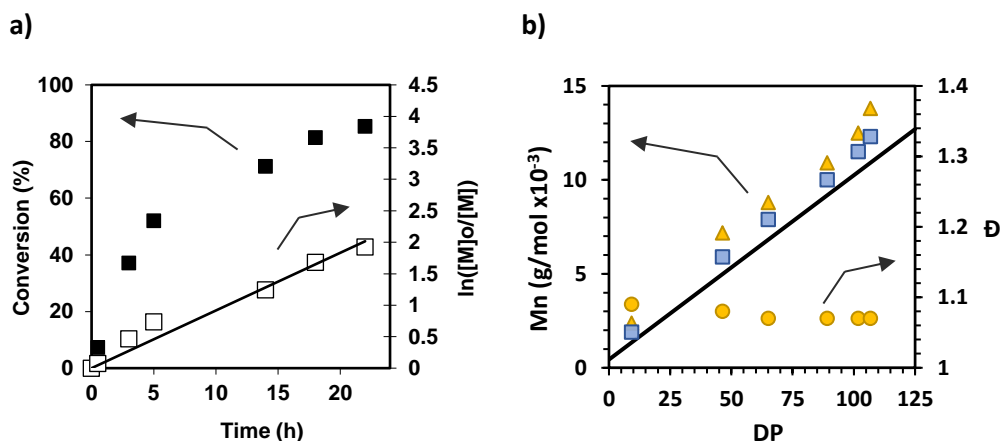 a)
100
80
60
40
20
0
Conversion (%)
4.5
4
3.5
3
2.5
2
1.5
1
0.5
0
ln([M]o/[M])
0 5 10 15 20
Time (h)
b)
15
10
5
0
Mn (g/mol x10⁻³)
1.4
1.3
1.2
1.1
1
Đ
0 25 50 75 100 125
DP